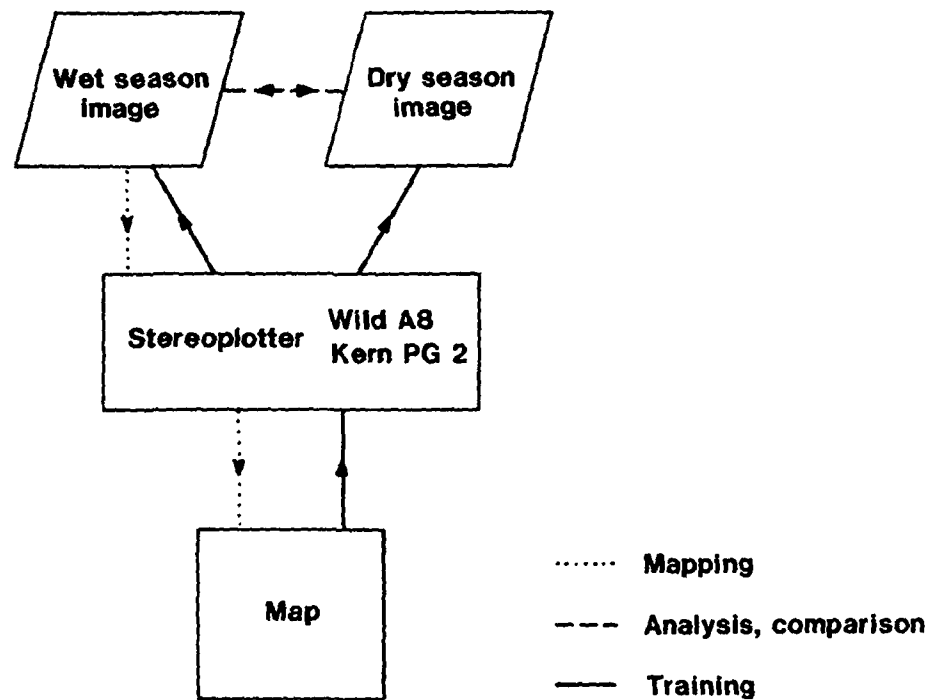 Wet season
image
Dry season
image
Stereoplotter
Wild A8
Kern PG 2
Map
Mapping
Analysis, comparison
Training